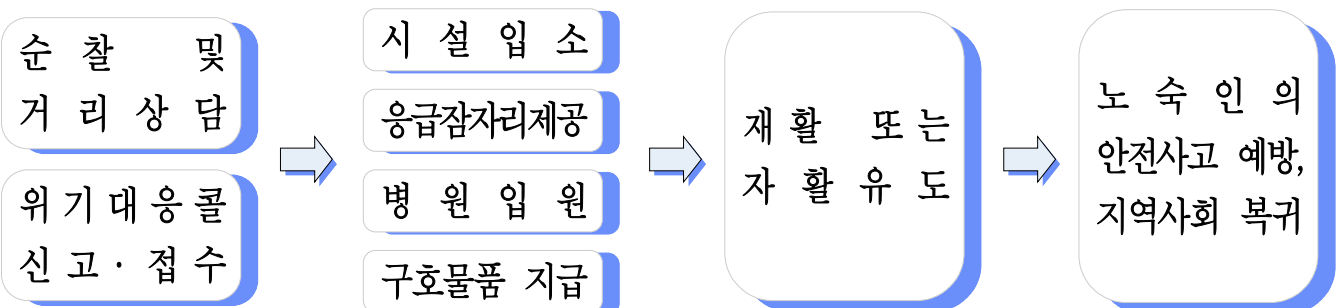 순찰 및
거리상담
위기대응콜
신고·접수
시설입소
응급잠자리제공
병원입원
구호물품 지급
재활 또는
자활유도
노숙인의
안전사고 예방,
지역사회 복귀